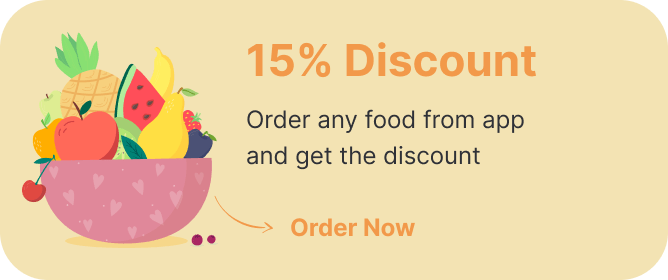 15% Discount
Order any food from app
and get the discount
Order Now